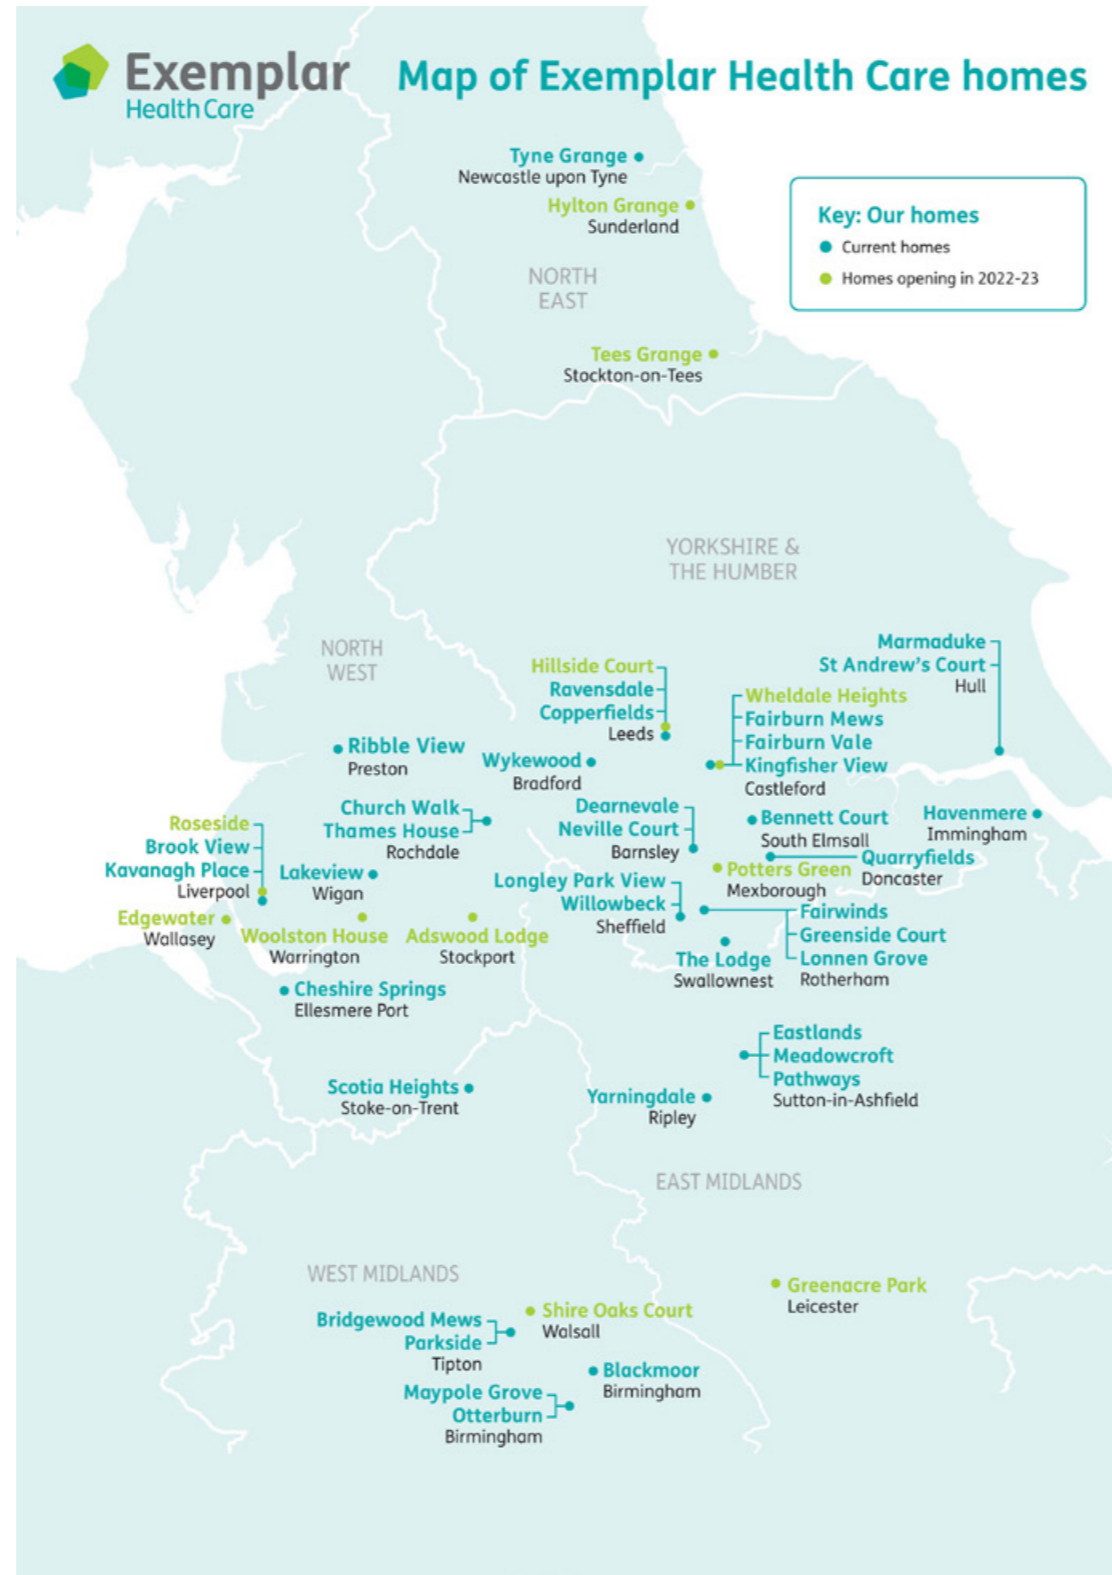 Exemplar
Health Care
Map of Exemplar Health Care homes
Tyne Grange
Newcastle upon Tyne
Hylton Grange
Sunderland
Key: Our homes
Current homes
Homes opening in 2022-23
NORTH
EAST
Tees Grange
Stockton-on-Tees
YORKSHIRE &
THE HUMBER
NORTH
WEST
Marmaduke
St Andrew's Court
Hull
Hillside Court
Ravensdale
Copperfields
Leeds
Wheldale Heights
Fairburn Mews
Fairburn Vale
Kingfisher View
Castleford
Ribble View
Preston
Wykewood
Bradford
Church Walk
Thames House
Rochdale
Dearnevale
Neville Court
Barnsley
Bennett Court
South Elmsall
Havenmere
Immingham
Roseside
Brook View
Kavanagh Place
Liverpool
Lakeview
Wigan
Quarryfields
Doncaster
Potters Green
Mexborough
Longley Park View
Willowbeck
Sheffield
Edgewater
Wallasey
Woolston House
Warrington
Adswood Lodge
Stockport
Fairwinds
Greenside Court
Lonnen Grove
Rotherham
The Lodge
Swallownest
Cheshire Springs
Ellesmere Port
Eastlands
Meadowcroft
Pathways
Sutton-in-Ashfield
Scotia Heights
Stoke-on-Trent
Yarningdale
Ripley
EAST MIDLANDS
WEST MIDLANDS
Greenacre Park
Leicester
Shire Oaks Court
Walsall
Bridgewood Mews
Parkside
Tipton
Blackmoor
Birmingham
Maypole Grove
Otterburn
Birmingham